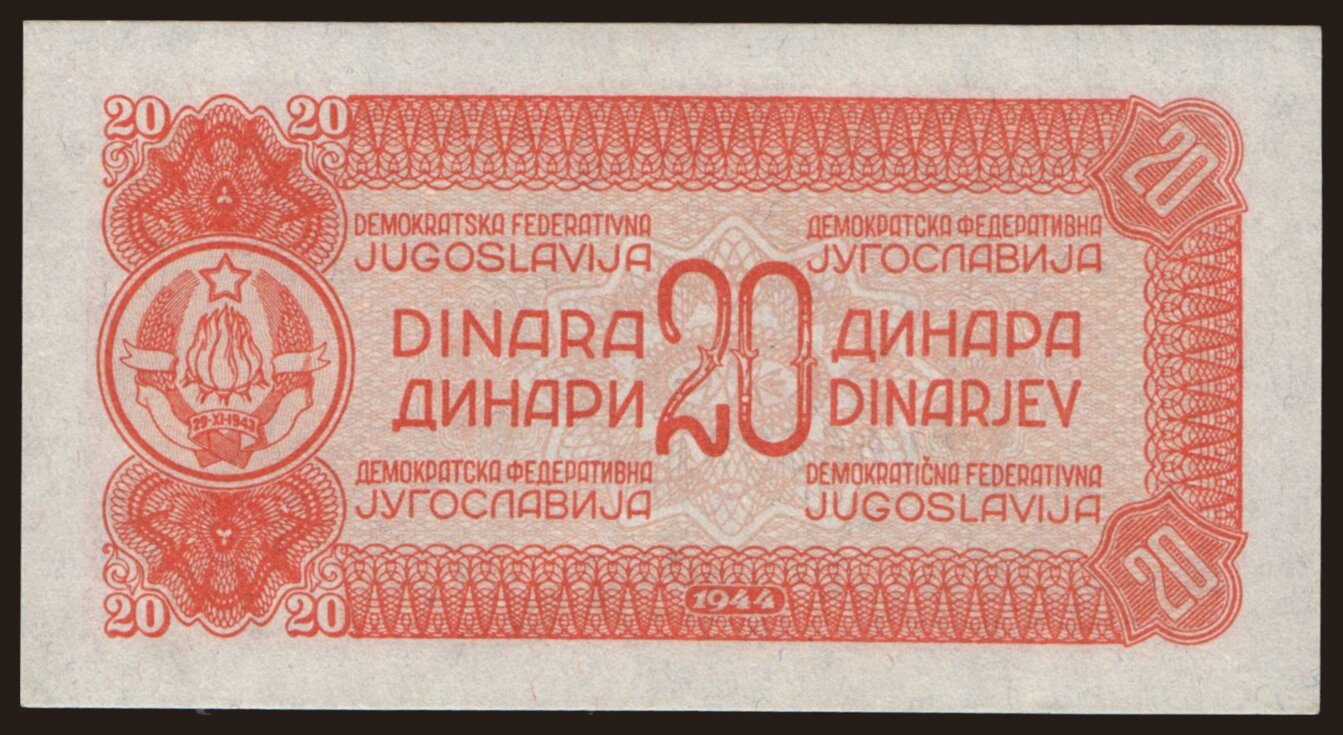 20 20
20
DEMOKRATSKA FEDERATIVNA
JUGOSLAVIJA
ДЕМОКРАТСКА ФЕДЕРАТИВНА
ЈУГОСЛАВИЈА
DINARA
20
ДИНАРА
ДИНАРИ
DINARJEV
29·XI·1943
ДЕМОКРАТСКА ФЕДЕРАТИВНА
ЈУГОСЛАВИЈА
DEMOKRATIČNA FEDERATIVNA
JUGOSLAVIJA
20
1944
20 20